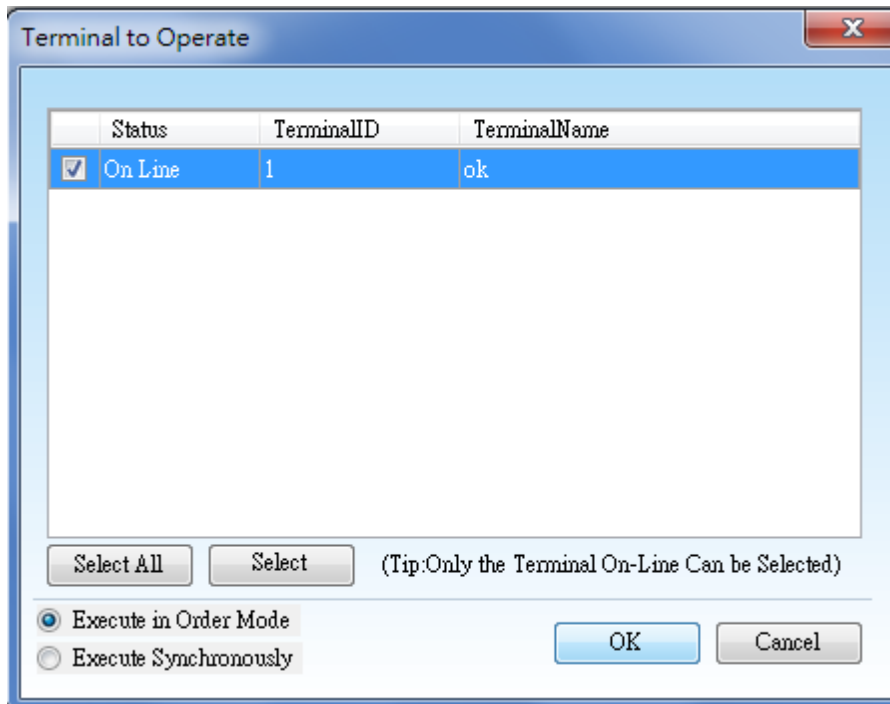 Terminal to Operate
Status TerminalID TerminalName
On Line 1 ok
Select All Select (Tip:Only the Terminal On-Line Can be Selected)
Execute in Order Mode
Execute Synchronously
OK Cancel